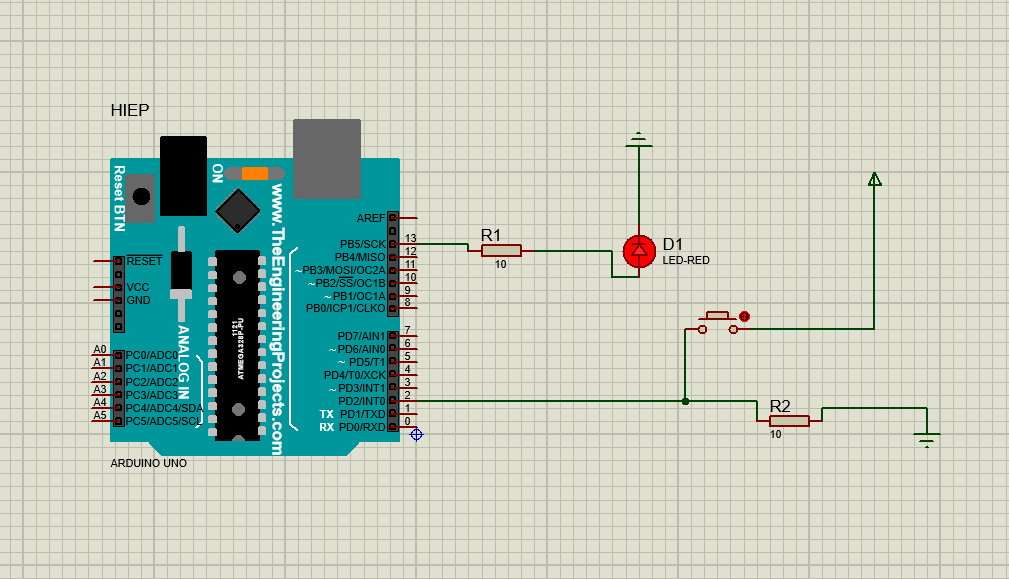 HIEP
Reset BTN
ON
www.TheEngineeringProjects.com
AREF
PB5/SCK 13
PB4/MISO 12
~PB3/MOSI/OC2A 11
~PB2/SS/OC1B 10
~PB1/OC1A 9
PB0/ICP1/CLKO 8
RESET
VCC
GND
ANALOG IN
1121
ATMEGA328P-PU
PD7/AIN1 7
~PD6/AIN0 6
~PD5/T1 5
PD4/T0/XCK 4
~PD3/INT1 3
PD2/INT0 2
TX PD1/TXD 1
RX PD0/RXD 0
A0 PC0/ADC0
A1 PC1/ADC1
A2 PC2/ADC2
A3 PC3/ADC3
A4 PC4/ADC4/SDA
A5 PC5/ADC5/SCL
ARDUINO UNO
R1
10
D1
LED-RED
R2
10